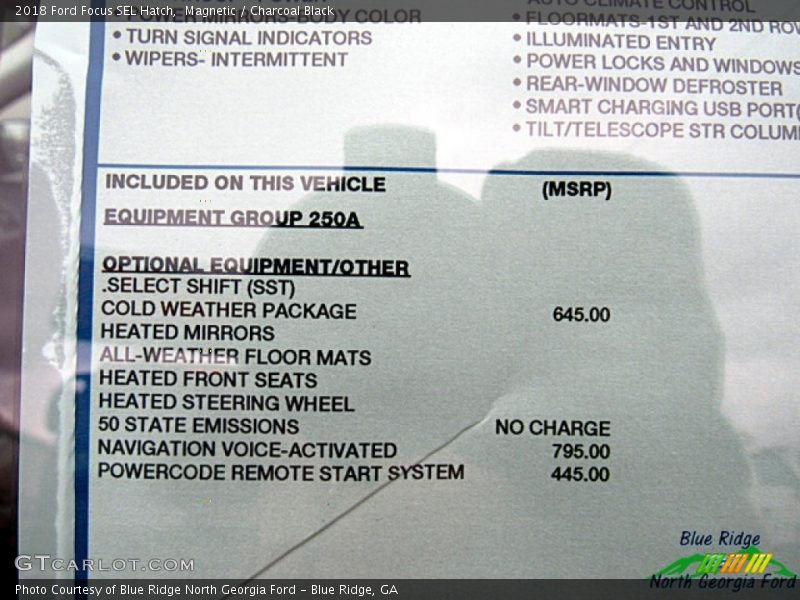 2018 Ford Focus SEL Hatch, Magnetic / Charcoal Black
• POWER MIRRORS-BODY COLOR
• TURN SIGNAL INDICATORS
• WIPERS- INTERMITTENT
• AUTO CLIMATE CONTROL
• FLOORMATS-1ST AND 2ND ROW
• ILLUMINATED ENTRY
• POWER LOCKS AND WINDOWS
• REAR-WINDOW DEFROSTER
• SMART CHARGING USB PORT(
• TILT/TELESCOPE STR COLUM
INCLUDED ON THIS VEHICLE (MSRP)
EQUIPMENT GROUP 250A
OPTIONAL EQUIPMENT/OTHER
.SELECT SHIFT (SST)
COLD WEATHER PACKAGE 645.00
HEATED MIRRORS
ALL-WEATHER FLOOR MATS
HEATED FRONT SEATS
HEATED STEERING WHEEL
50 STATE EMISSIONS NO CHARGE
NAVIGATION VOICE-ACTIVATED 795.00
POWERCODE REMOTE START SYSTEM 445.00
Blue Ridge
North Georgia Ford
GTCARLOT.COM
Photo Courtesy of Blue Ridge North Georgia Ford – Blue Ridge, GA